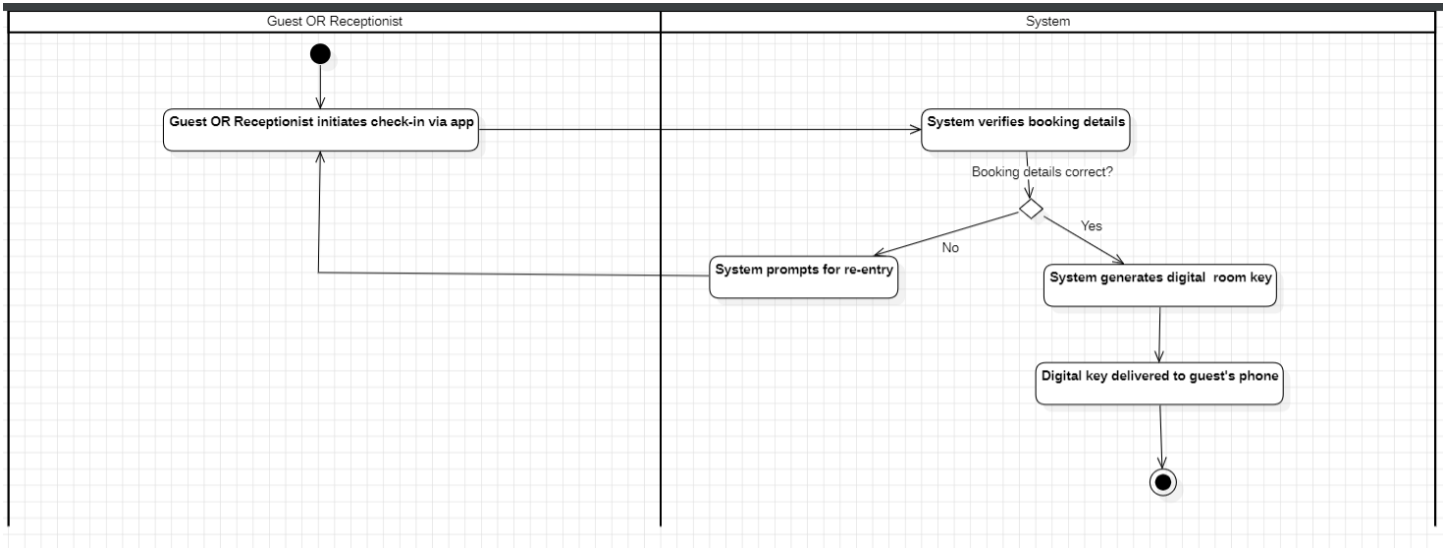 Guest OR Receptionist
System
Guest OR Receptionist initiates check-in via app
System verifies booking details
Booking details correct?
Yes
No
System prompts for re-entry
System generates digital  room key
Digital key delivered to guest's phone